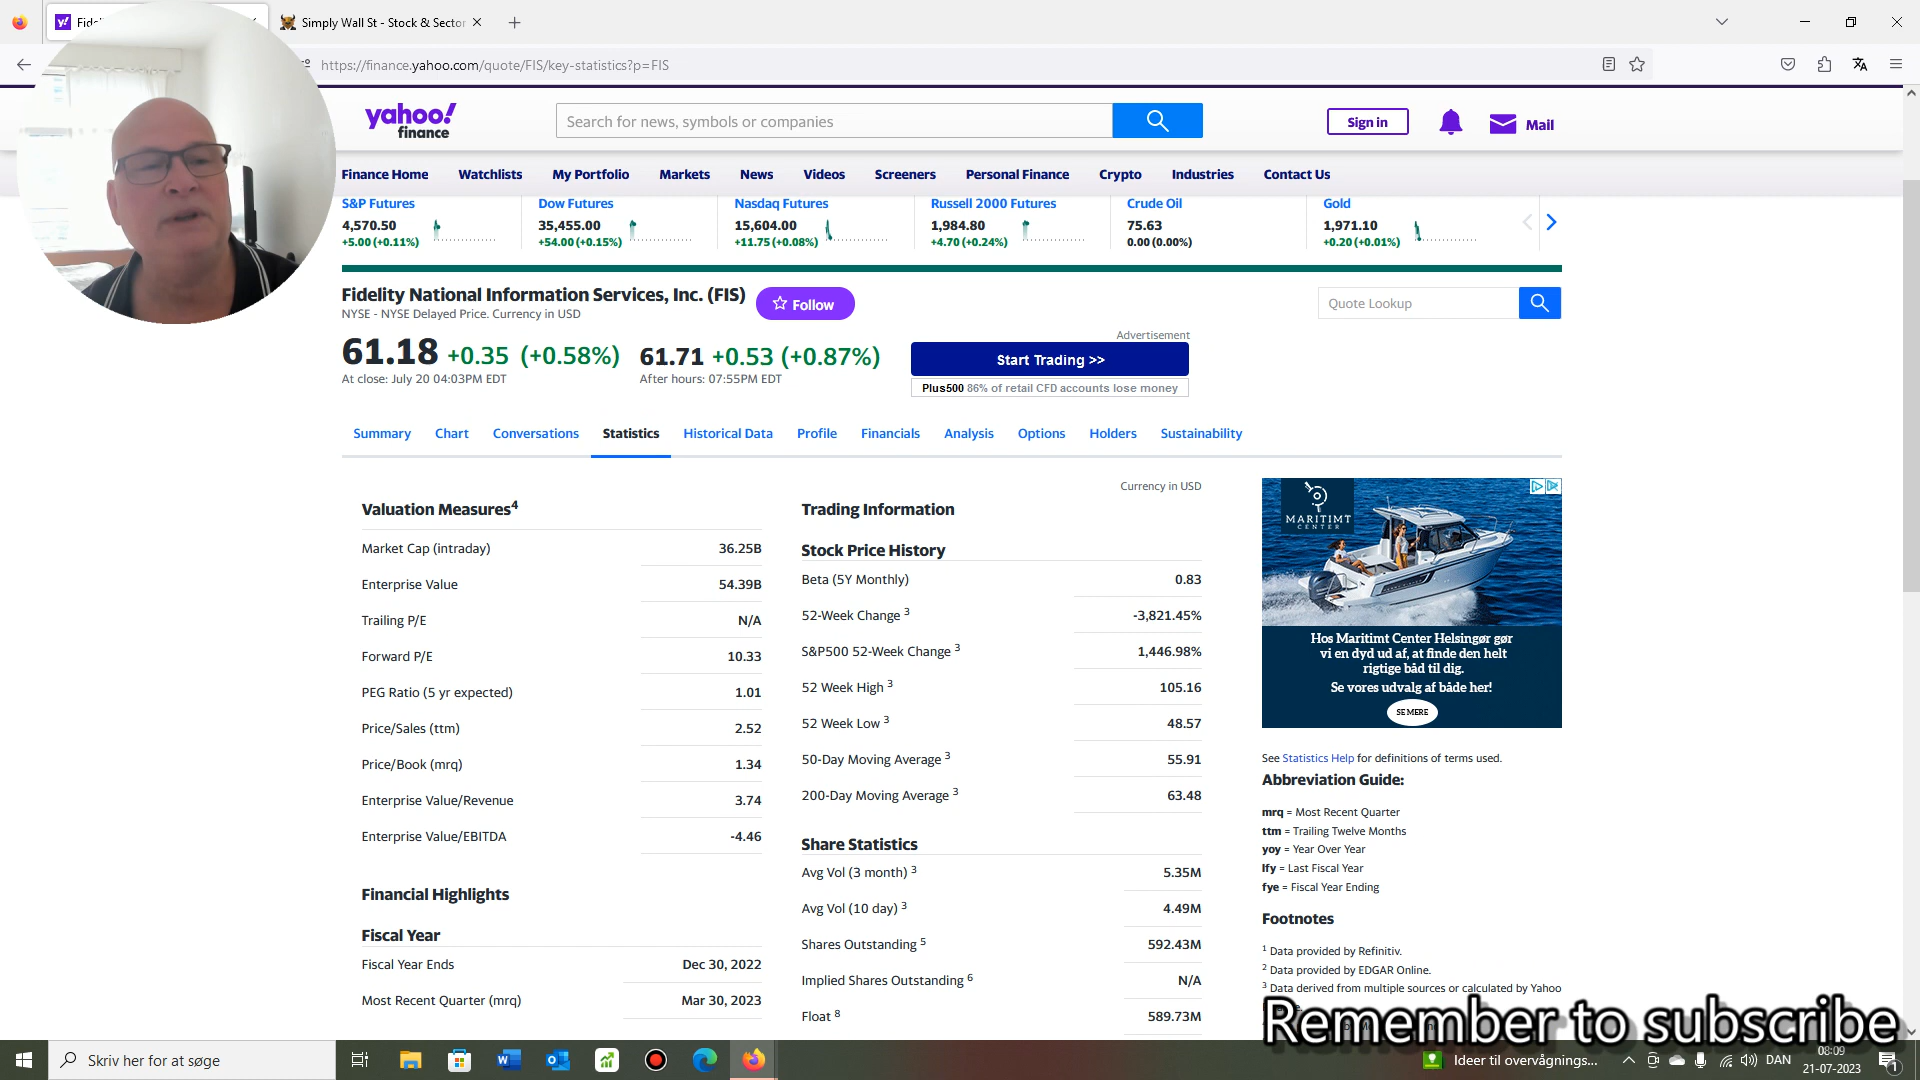 Simply Wall St - Stock & Sector
https://finance.yahoo.com/quote/FIS/key-statistics?p=FIS
yahoo!
finance
Search for news, symbols or companies
Sign in
Mail
Finance Home Watchlists My Portfolio Markets News Videos Screeners Personal Finance Crypto Industries Contact Us
S&P Futures Dow Futures Nasdaq Futures Russell 2000 Futures Crude Oil Gold
4,570.50 35,455.00 15,604.00 1,984.80 75.63 1,971.10
+5.00 (+0.11%) +54.00 (+0.15%) +11.75 (+0.08%) +4.70 (+0.24%) 0.00 (0.00%) +0.20 (+0.01%)
Fidelity National Information Services, Inc. (FIS)
Follow
Quote Lookup
NYSE - NYSE Delayed Price. Currency in USD
Advertisement
61.18 +0.35 (+0.58%) 61.71 +0.53 (+0.87%)
At close: July 20 04:03PM EDT After hours: 07:55PM EDT
Start Trading >>
Plus500 86% of retail CFD accounts lose money
Summary Chart Conversations Statistics Historical Data Profile Financials Analysis Options Holders Sustainability
Currency in USD
Valuation Measures4
Market Cap (intraday) 36.25B
Enterprise Value 54.39B
Trailing P/E N/A
Forward P/E 10.33
PEG Ratio (5 yr expected) 1.01
Price/Sales (ttm) 2.52
Price/Book (mrq) 1.34
Enterprise Value/Revenue 3.74
Enterprise Value/EBITDA -4.46
Financial Highlights
Fiscal Year
Fiscal Year Ends Dec 30, 2022
Most Recent Quarter (mrq) Mar 30, 2023
Trading Information
Stock Price History
Beta (5Y Monthly) 0.83
52-Week Change 3 -3,821.45%
S&P500 52-Week Change 3 1,446.98%
52 Week High 3 105.16
52 Week Low 3 48.57
50-Day Moving Average 3 55.91
200-Day Moving Average 3 63.48
Share Statistics
Avg Vol (3 month) 3 5.35M
Avg Vol (10 day) 3 4.49M
Shares Outstanding 5 592.43M
Implied Shares Outstanding 6 N/A
Float 8 589.73M
MARITIMT
CENTER
Hos Maritimt Center Helsingør gør
vi en dyd ud af, at finde den helt
rigtige båd til dig.
Se vores udvalg af både her!
SE MERE
See Statistics Help for definitions of terms used.
Abbreviation Guide:
mrq = Most Recent Quarter
ttm = Trailing Twelve Months
yoy = Year Over Year
lfy = Last Fiscal Year
fye = Fiscal Year Ending
Footnotes
1 Data provided by Refinitiv.
2 Data provided by EDGAR Online.
3 Data derived from multiple sources or calculated by Yahoo
Remember to subscribe
Skriv her for at søge
Ideer til overvågnings...
DAN
08:09
21-07-2023
1